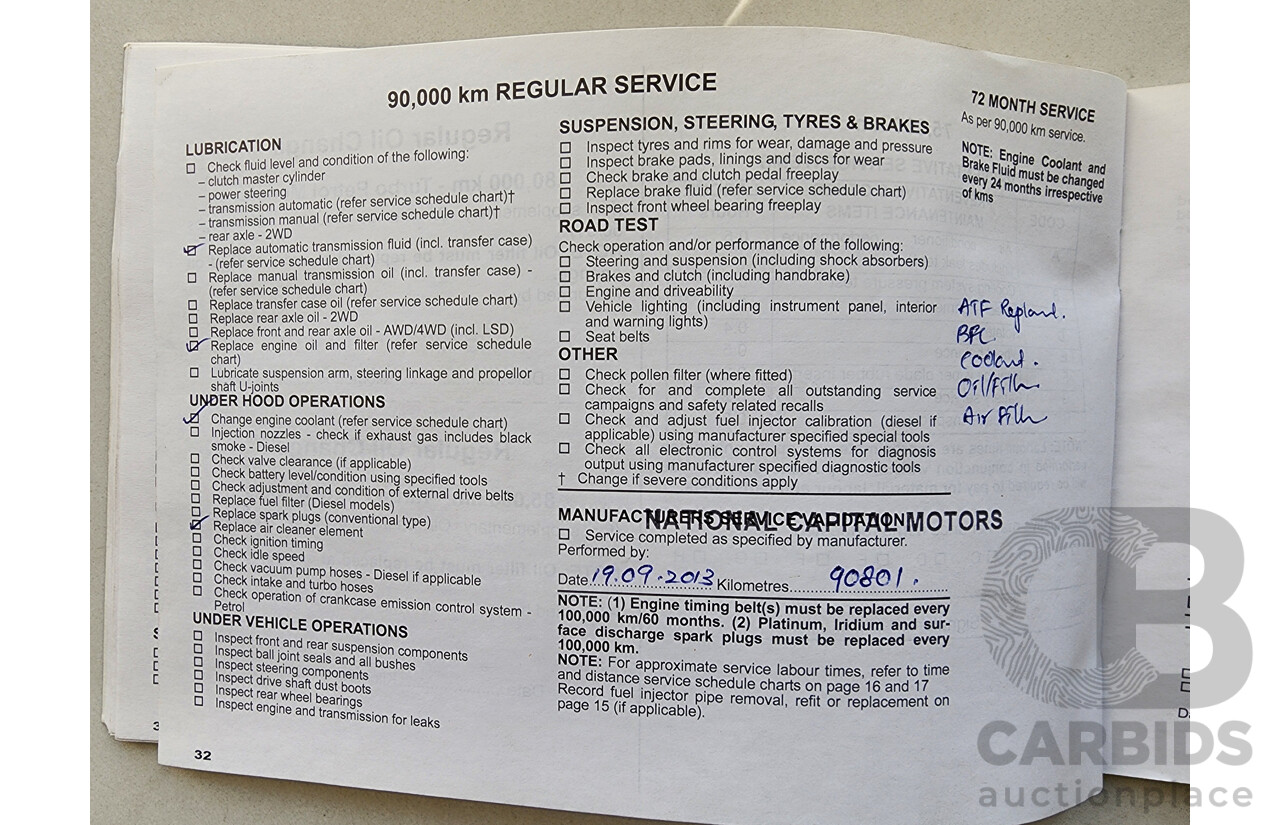 90,000 km REGULAR SERVICE
LUBRICATION
Check fluid level and condition of the following:
– clutch master cylinder
– power steering
– transmission automatic (refer service schedule chart)†
– transmission manual (refer service schedule chart)†
– rear axle - 2WD
Replace automatic transmission fluid (incl. transfer case)
- (refer service schedule chart)
Replace manual transmission oil (incl. transfer case) -
(refer service schedule chart)
Replace transfer case oil (refer service schedule chart)
Replace rear axle oil - 2WD
Replace front and rear axle oil - AWD/4WD (incl. LSD)
Replace engine oil and filter (refer service schedule
chart)
Lubricate suspension arm, steering linkage and propellor
shaft U-joints
UNDER HOOD OPERATIONS
Change engine coolant (refer service schedule chart)
Injection nozzles - check if exhaust gas includes black
smoke - Diesel
Check valve clearance (if applicable)
Check battery level/condition using specified tools
Check adjustment and condition of external drive belts
Replace fuel filter (Diesel models)
Replace spark plugs (conventional type)
Replace air cleaner element
Check ignition timing
Check idle speed
Check vacuum pump hoses - Diesel if applicable
Check intake and turbo hoses
Check operation of crankcase emission control system -
Petrol
UNDER VEHICLE OPERATIONS
Inspect front and rear suspension components
Inspect ball joint seals and all bushes
Inspect steering components
Inspect drive shaft dust boots
Inspect rear wheel bearings
Inspect engine and transmission for leaks
32
SUSPENSION, STEERING, TYRES & BRAKES
Inspect tyres and rims for wear, damage and pressure
Inspect brake pads, linings and discs for wear
Check brake and clutch pedal freeplay
Replace brake fluid (refer service schedule chart)
Inspect front wheel bearing freeplay
ROAD TEST
Check operation and/or performance of the following:
Steering and suspension (including shock absorbers)
Brakes and clutch (including handbrake)
Engine and driveability
Vehicle lighting (including instrument panel, interior
and warning lights)
Seat belts
OTHER
Check pollen filter (where fitted)
Check for and complete all outstanding service
campaigns and safety related recalls
Check and adjust fuel injector calibration (diesel if
applicable) using manufacturer specified special tools
Check all electronic control systems for diagnosis
output using manufacturer specified diagnostic tools
† Change if severe conditions apply
MANUFACTURER'S SERVICE VALIDATION
NATIONAL CAPITAL MOTORS
Service completed as specified by manufacturer.
Performed by:
Date 19.09.2013 Kilometres 90801.
NOTE: (1) Engine timing belt(s) must be replaced every
100,000 km/60 months. (2) Platinum, Iridium and sur-
face discharge spark plugs must be replaced every
100,000 km.
NOTE: For approximate service labour times, refer to time
and distance service schedule charts on page 16 and 17
Record fuel injector pipe removal, refit or replacement on
page 15 (if applicable).
72 MONTH SERVICE
As per 90,000 km service.
NOTE: Engine Coolant and
Brake Fluid must be changed
every 24 months irrespective
of kms
ATF
Coolant.
Oil/Filter
Air Filter
CB
CARBIDS
auctionplace